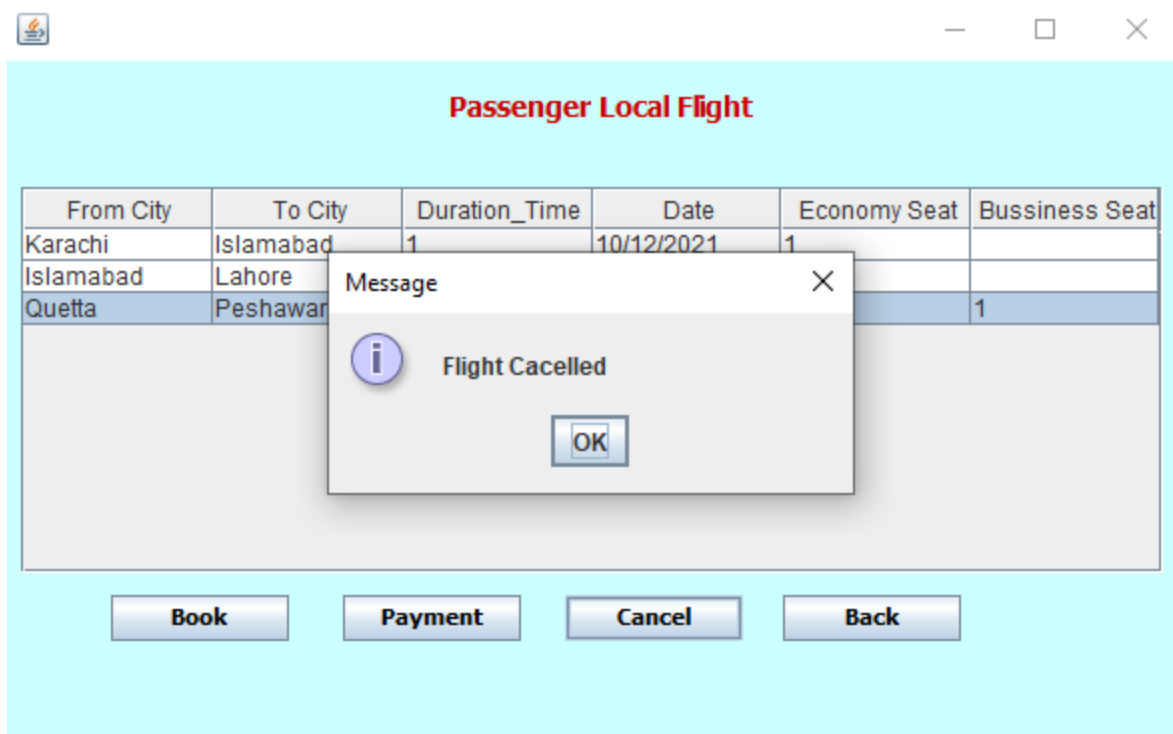 Passenger Local Flight
From City To City Duration_Time Date Economy Seat Bussiness Seat
Karachi Islamabad 1 10/12/2021 1
Islamabad Lahore
Quetta Peshawar 1
Message
Flight Cacelled
OK
Book Payment Cancel Back